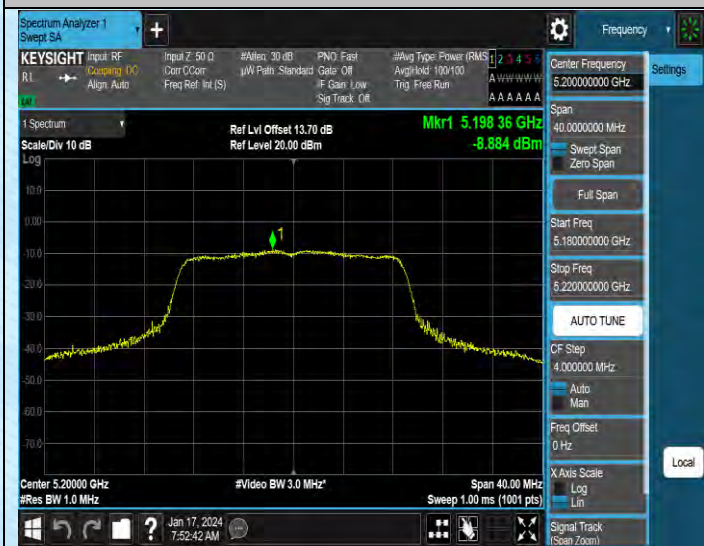 Spectrum Analyzer 1
Swept SA
Frequency
Settings
KEYSIGHT
RL
Input: RF
Coupling: DC
Align: Auto
Input Z: 50 Ω
Corr CCorr
Freq Ref: Int (S)
#Atten: 30 dB
µW Path: Standard
PNO: Fast
Gate: Off
IF Gain: Low
Sig Track: Off
#Avg Type: Power (RMS
Avg|Hold: 100/100
Trig: Free Run
1 2 3 4 5 6
A W W W W W
A A A A A A
1 Spectrum
Scale/Div 10 dB
Ref Lvl Offset 13.70 dB
Ref Level 20.00 dBm
Mkr1 5.198 36 GHz
-8.884 dBm
Log
10.0
0.00
-10.0
-20.0
-30.0
-40.0
-50.0
-60.0
-70.0
1
Center 5.20000 GHz
#Res BW 1.0 MHz
#Video BW 3.0 MHz*
Span 40.00 MHz
Sweep 1.00 ms (1001 pts)
Center Frequency
5.200000000 GHz
Span
40.0000000 MHz
Swept Span
Zero Span
Full Span
Start Freq
5.180000000 GHz
Stop Freq
5.220000000 GHz
AUTO TUNE
CF Step
4.000000 MHz
Auto
Man
Freq Offset
0 Hz
X Axis Scale
Log
Lin
Signal Track
(Span Zoom)
Local
?
Jan 17, 2024
7:52:42 AM